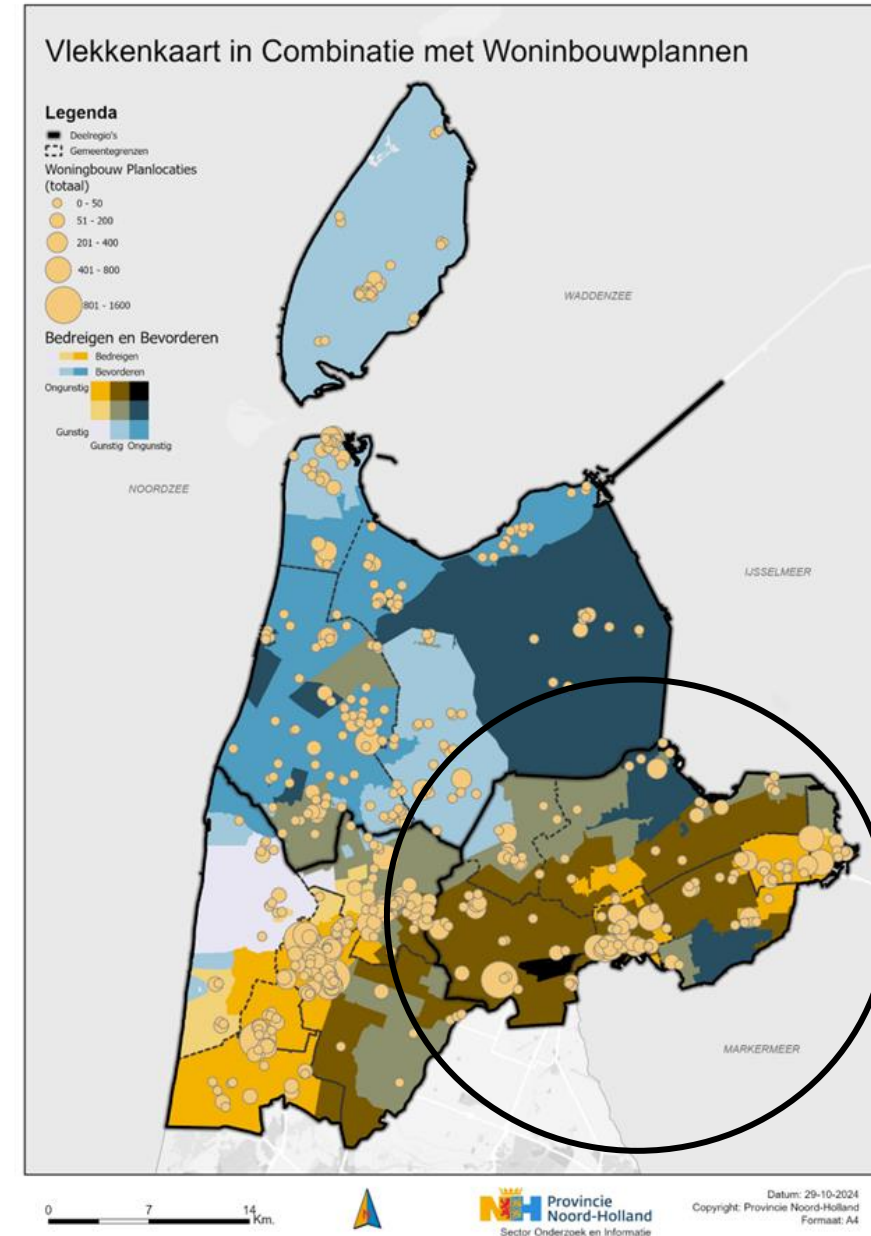 Vlekkenkaart in Combinatie met Woninbouwplannen
Legenda
Deelregio's
Gemeentegrenzen
Woningbouw Planlocaties
(totaal)
0 - 50
51 - 200
201 - 400
401 - 800
801 - 1600
Bedreigen en Bevorderen
Bedreigen
Bevorderen
Ongunstig
Gunstig
Gunstig Ongunstig
WADDENZEE
NOORDZEE
IJSSELMEER
MARKERMEER
0 7 14 Km.
N
NH Provincie
Noord-Holland
Sector Onderzoek en Informatie
Datum: 29-10-2024
Copyright: Provincie Noord-Holland
Formaat: A4